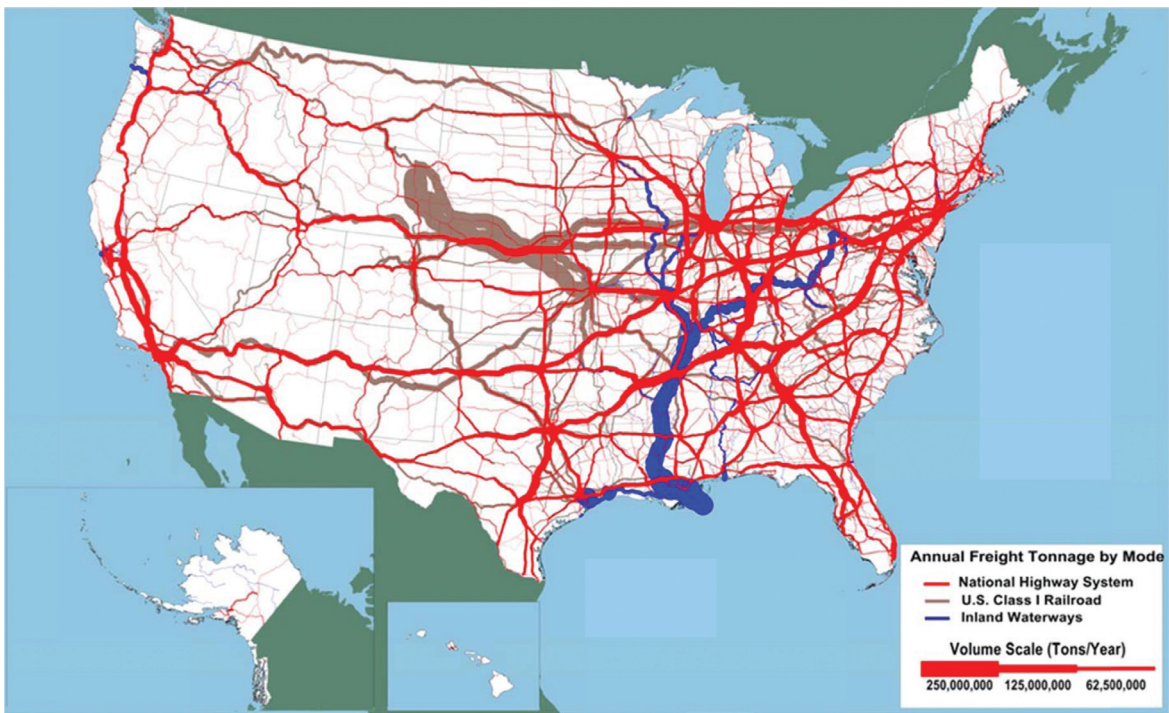 Annual Freight Tonnage by Mode
National Highway System
U.S. Class I Railroad
Inland Waterways
Volume Scale (Tons/Year)
250,000,000 125,000,000 62,500,000